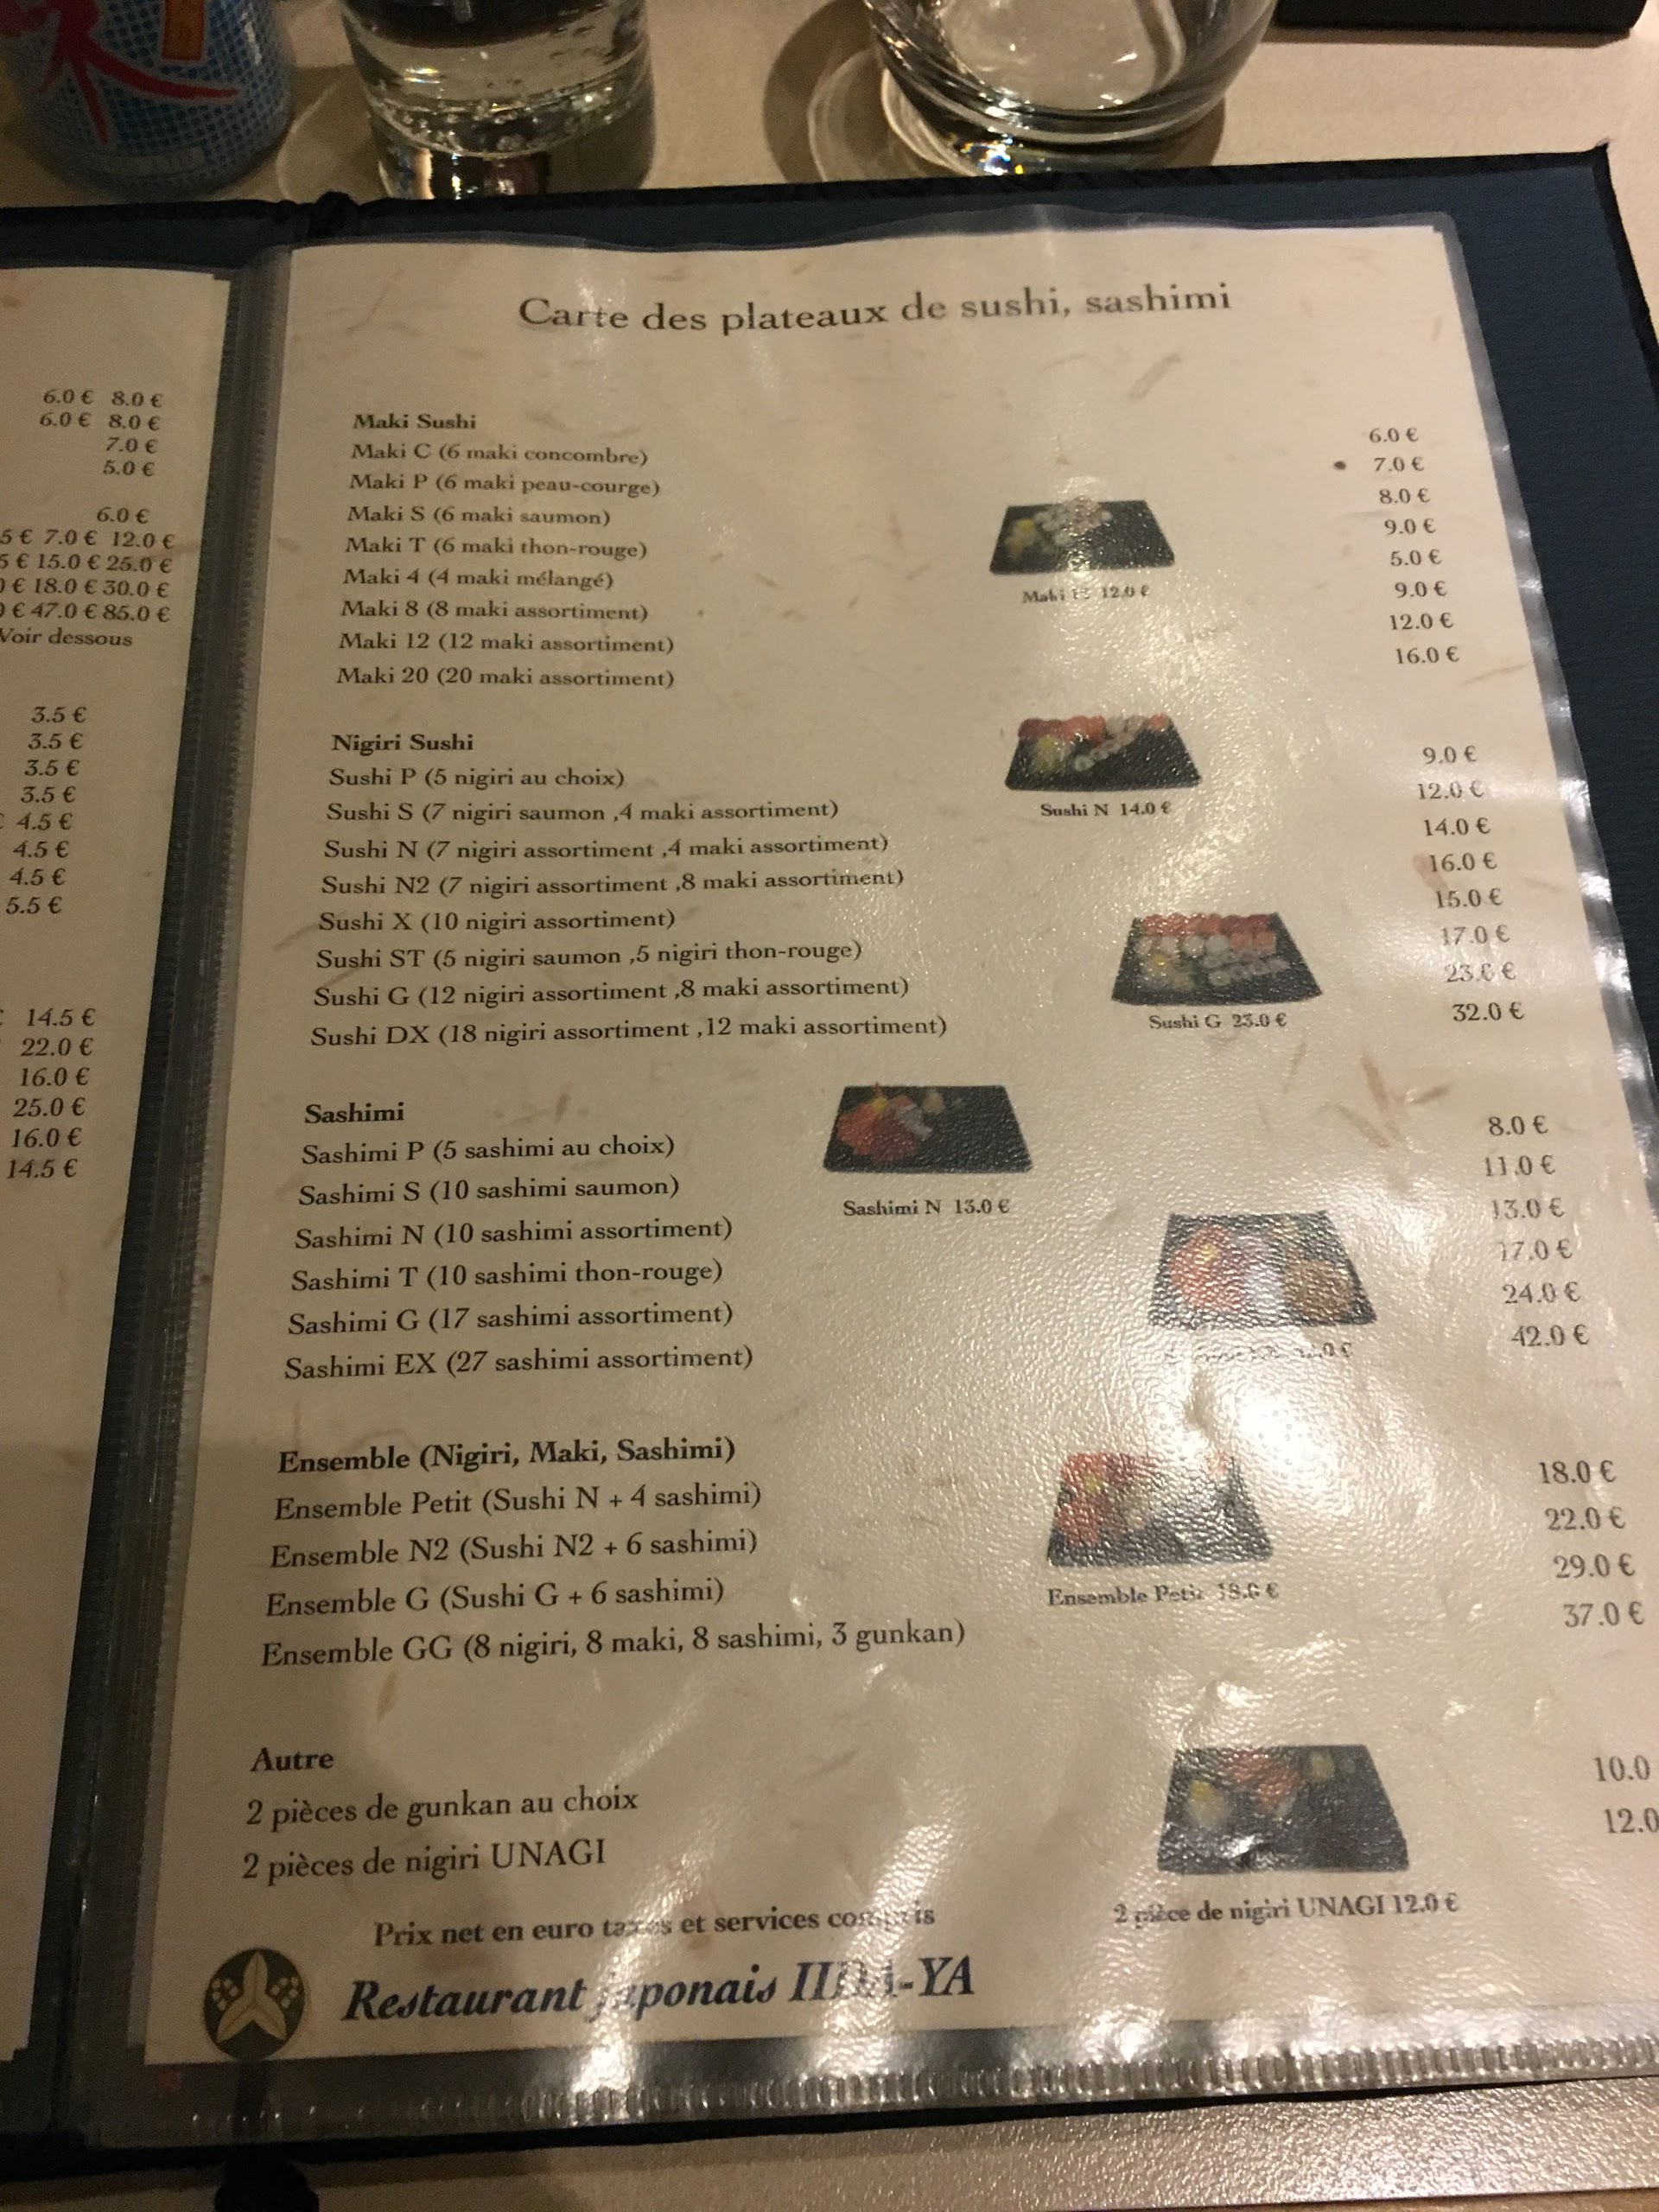 6.0 € 8.0 €
6.0 € 8.0 €
7.0 €
5.0 €
6.0 €
5 € 7.0 € 12.0 €
5 € 15.0 € 25.0 €
0 € 18.0 € 30.0 €
0 € 47.0 € 85.0 €
Voir dessous
3.5 €
3.5 €
3.5 €
3.5 €
€ 4.5 €
4.5 €
4.5 €
5.5 €
€ 14.5 €
22.0 €
16.0 €
25.0 €
16.0 €
14.5 €
Carte des plateaux de sushi, sashimi
Maki Sushi
Maki C (6 maki concombre) 6.0 €
Maki P (6 maki peau-courge) 7.0 €
Maki S (6 maki saumon) 8.0 €
Maki T (6 maki thon-rouge) 9.0 €
Maki 4 (4 maki mélangé) 5.0 €
Maki 8 (8 maki assortiment) 9.0 €
Maki 12 (12 maki assortiment) 12.0 €
Maki 20 (20 maki assortiment) 16.0 €
Maki 12.0 €
Nigiri Sushi
Sushi P (5 nigiri au choix) 9.0 €
Sushi S (7 nigiri saumon ,4 maki assortiment) 12.0 €
Sushi N (7 nigiri assortiment ,4 maki assortiment) 14.0 €
Sushi N2 (7 nigiri assortiment ,8 maki assortiment) 16.0 €
Sushi X (10 nigiri assortiment) 15.0 €
Sushi ST (5 nigiri saumon ,5 nigiri thon-rouge) 17.0 €
Sushi G (12 nigiri assortiment ,8 maki assortiment) 23.0 €
Sushi DX (18 nigiri assortiment ,12 maki assortiment) 32.0 €
Sushi N 14.0 €
Sushi G 23.0 €
Sashimi
Sashimi P (5 sashimi au choix) 8.0 €
Sashimi S (10 sashimi saumon) 11.0 €
Sashimi N (10 sashimi assortiment) 13.0 €
Sashimi T (10 sashimi thon-rouge) 17.0 €
Sashimi G (17 sashimi assortiment) 24.0 €
Sashimi EX (27 sashimi assortiment) 42.0 €
Sashimi N 13.0 €
Ensemble (Nigiri, Maki, Sashimi)
Ensemble Petit (Sushi N + 4 sashimi) 18.0 €
Ensemble N2 (Sushi N2 + 6 sashimi) 22.0 €
Ensemble G (Sushi G + 6 sashimi) 29.0 €
Ensemble GG (8 nigiri, 8 maki, 8 sashimi, 3 gunkan) 37.0 €
Ensemble Petit 18.0 €
Autre
2 pièces de gunkan au choix 10.0
2 pièces de nigiri UNAGI 12.0
2 pièce de nigiri UNAGI 12.0 €
Prix net en euro taxes et services compris
Restaurant japonais IIDA-YA